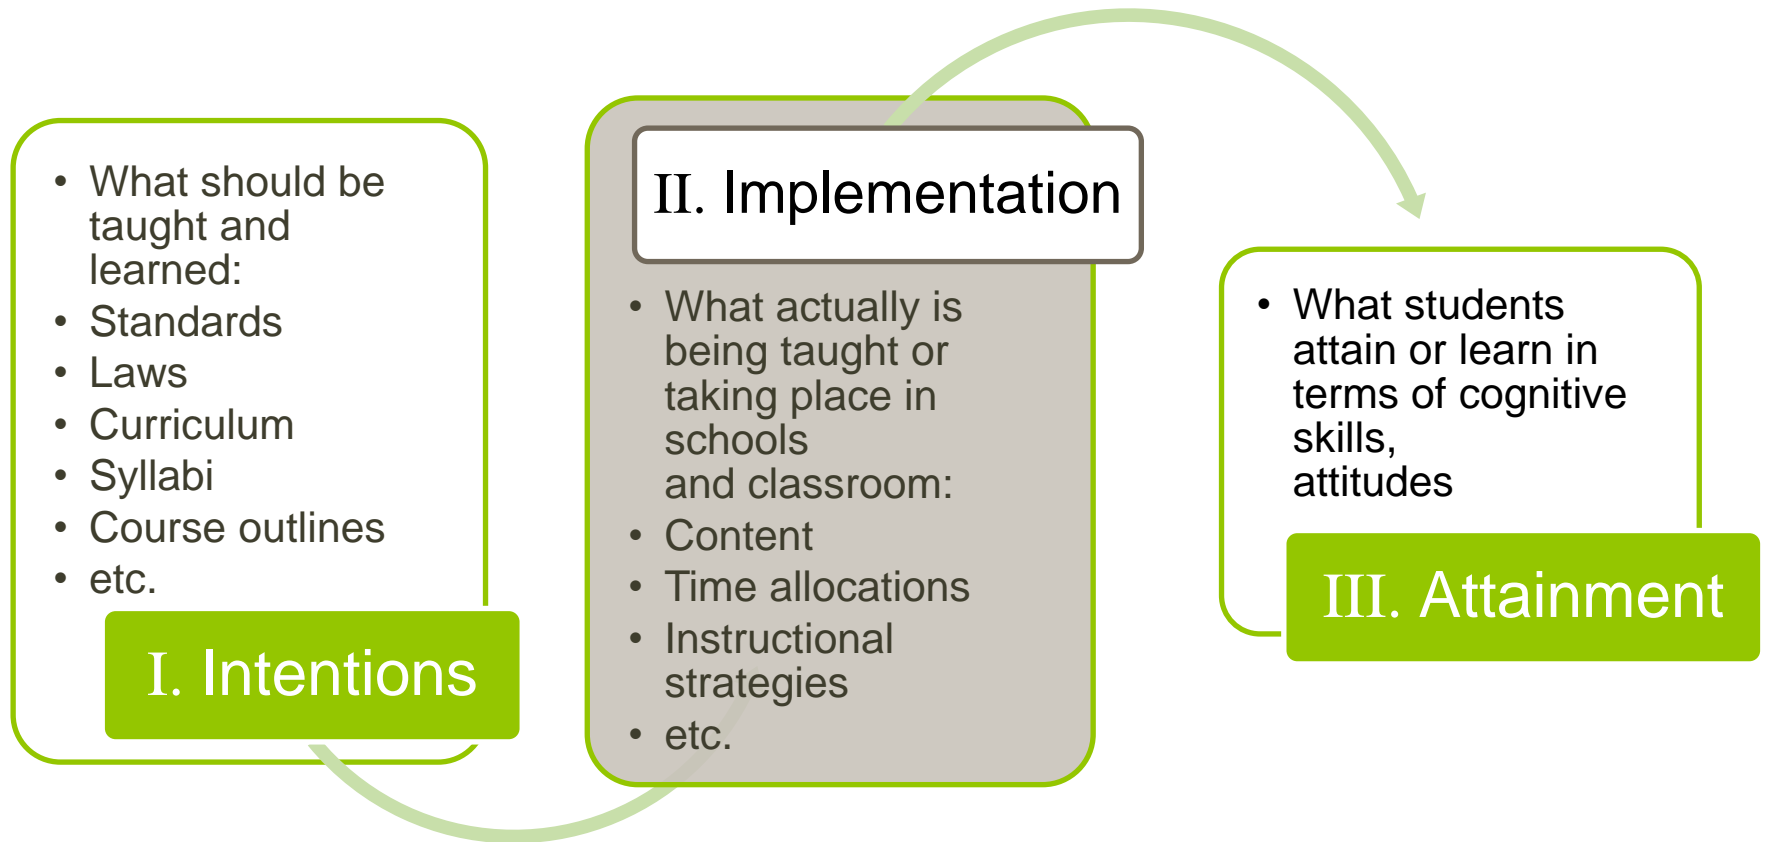 • What should be
taught and
learned:
• Standards
• Laws
• Curriculum
• Syllabi
• Course outlines
• etc.
I. Intentions
II. Implementation
• What actually is
being taught or
taking place in
schools
and classroom:
• Content
• Time allocations
• Instructional
strategies
• etc.
• What students
attain or learn in
terms of cognitive
skills,
attitudes
III. Attainment